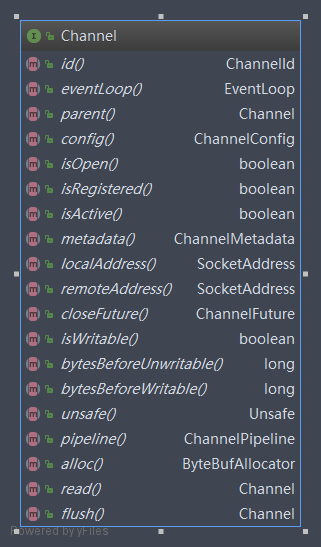 Channel
id() ChannelId
eventLoop() EventLoop
parent() Channel
config() ChannelConfig
isOpen() boolean
isRegistered() boolean
isActive() boolean
metadata() ChannelMetadata
localAddress() SocketAddress
remoteAddress() SocketAddress
closeFuture() ChannelFuture
isWritable() boolean
bytesBeforeUnwritable() long
bytesBeforeWritable() long
unsafe() Unsafe
pipeline() ChannelPipeline
alloc() ByteBufAllocator
read() Channel
flush() Channel
Powered by yFiles